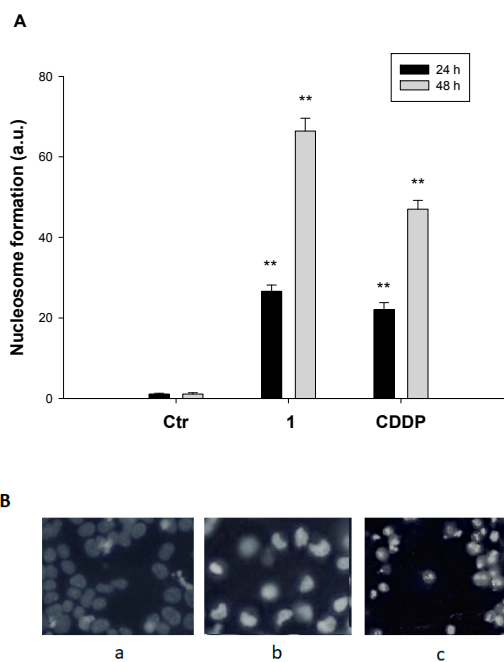 A
24 h
48 h
Nucleosome formation (a.u.)
80
60
40
20
0
**
**
**
**
Ctr
1
CDDP
B
a
b
c